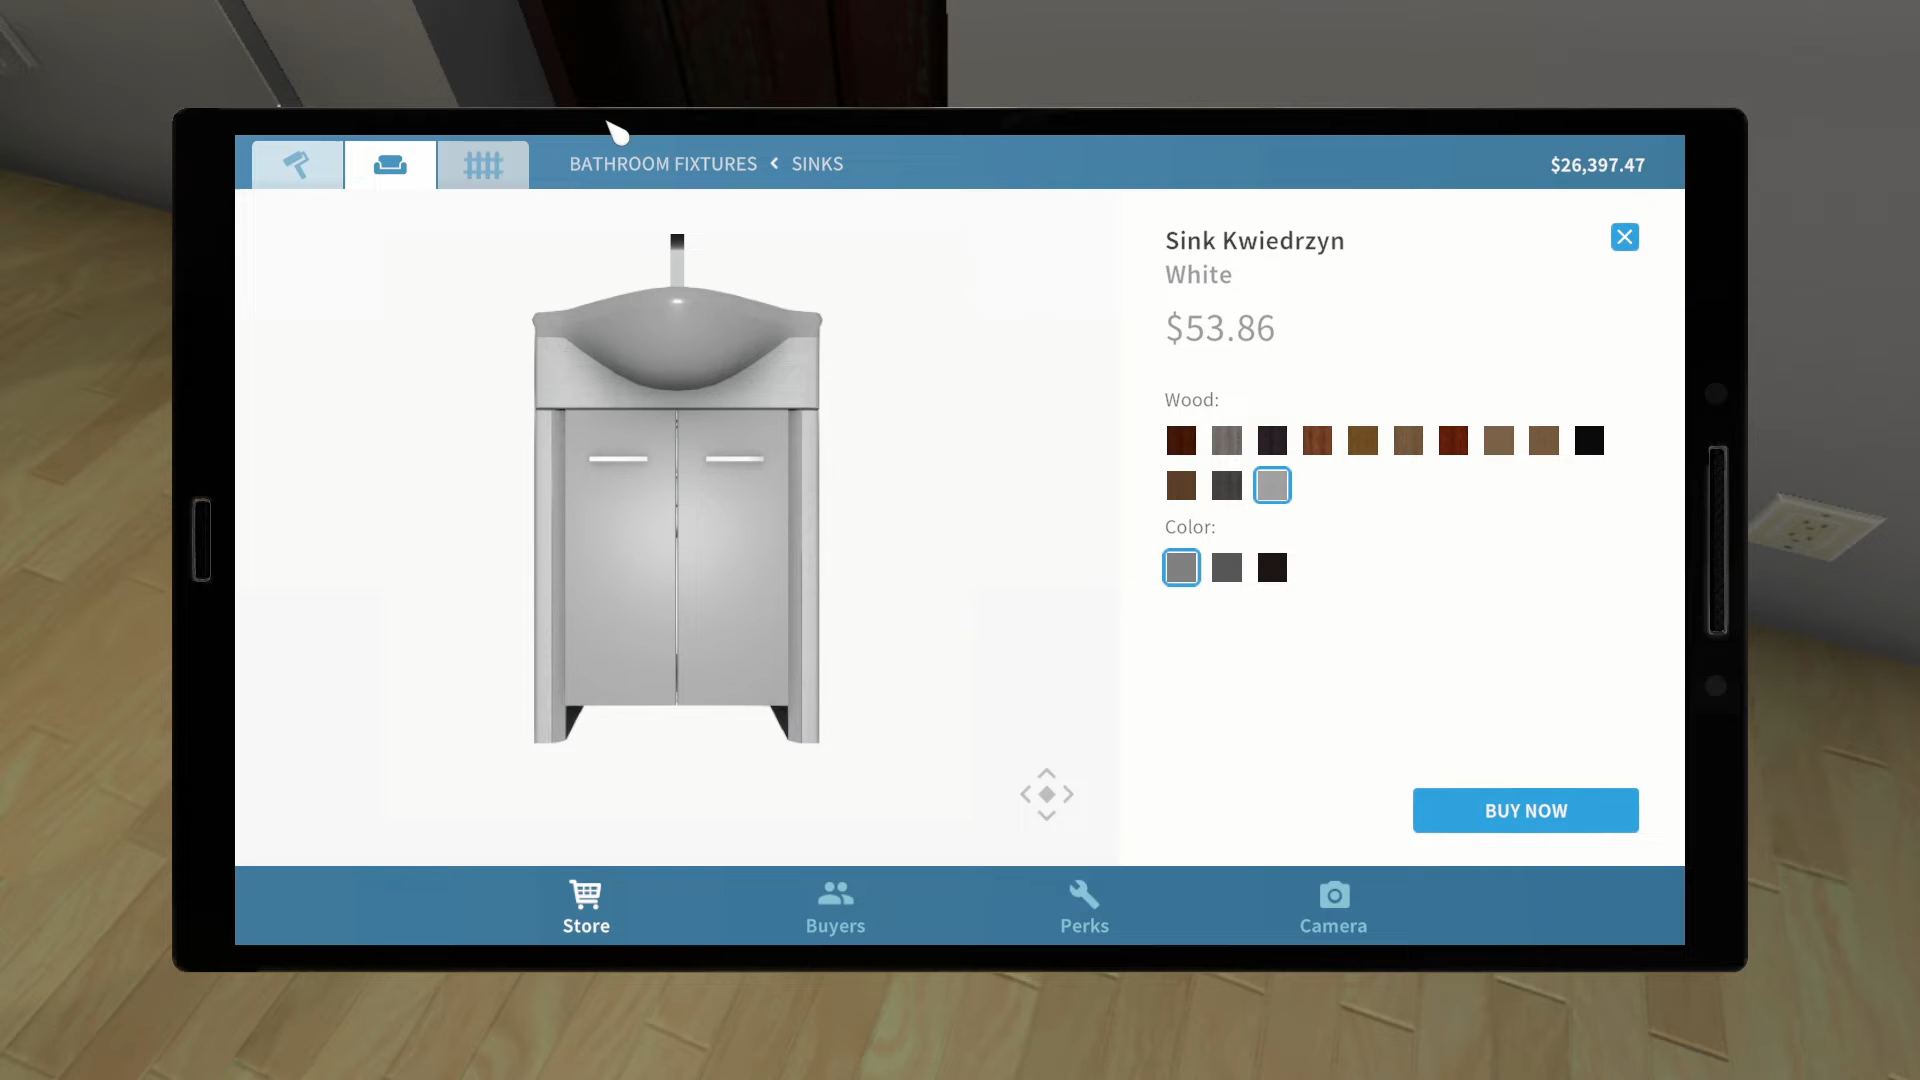 BATHROOM FIXTURES < SINKS
$26,397.47
Sink Kwiedrzyn
White
$53.86
Wood:
Color:
BUY NOW
Store
Buyers
Perks
Camera